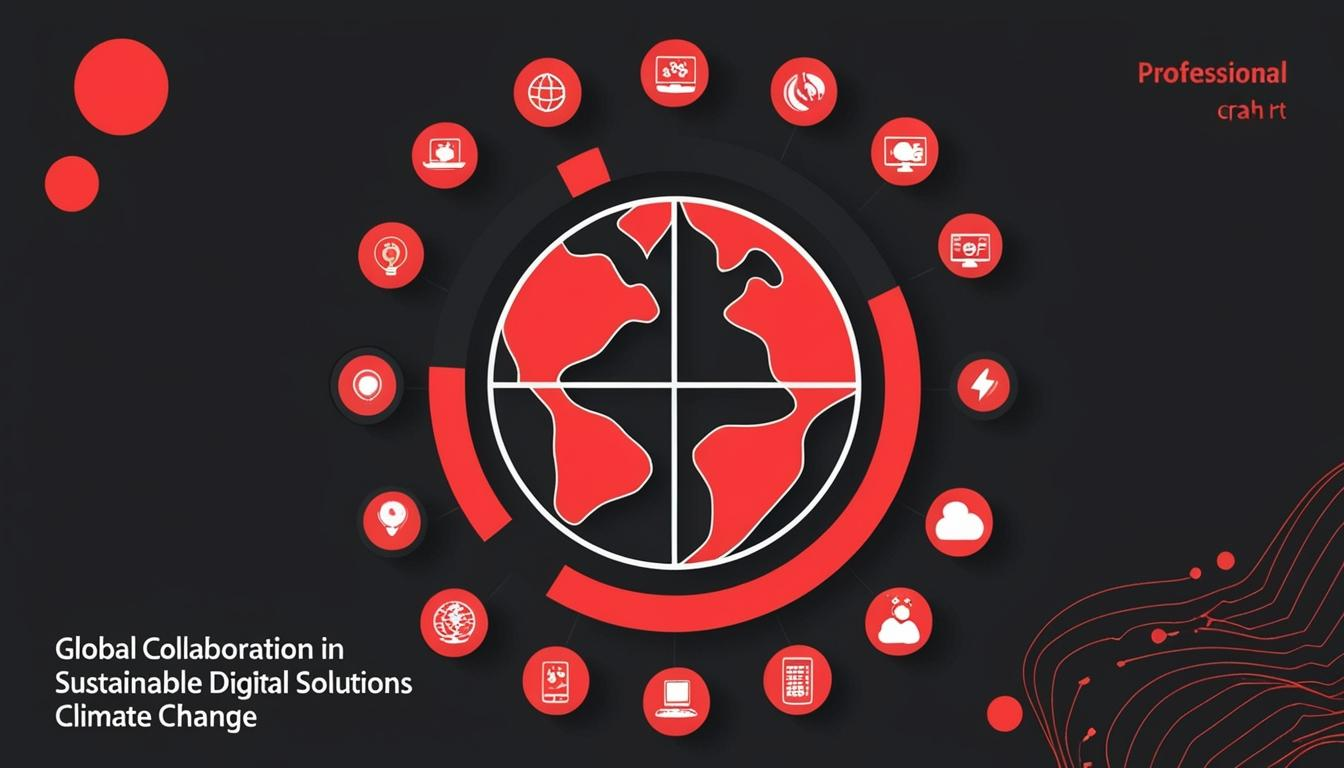 Professional
crah rt
Global Collaboration in
Sustainable Digital Solutions
Climate Change